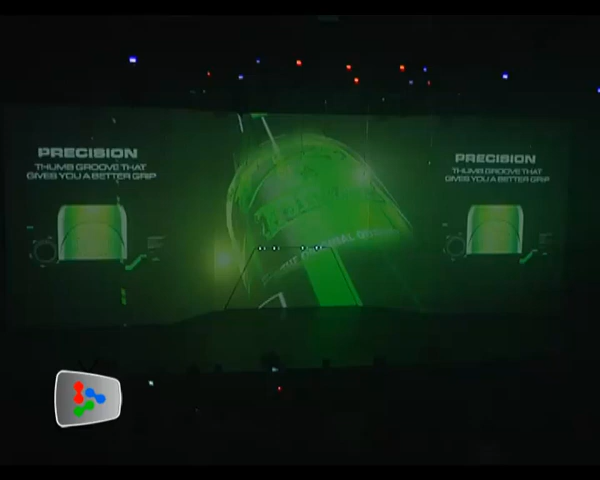 PRECISION
THUMB GROOVE THAT
GIVES YOU A BETTER GRIP
PRECISION
THUMB GROOVE THAT
GIVES YOU A BETTER GRIP